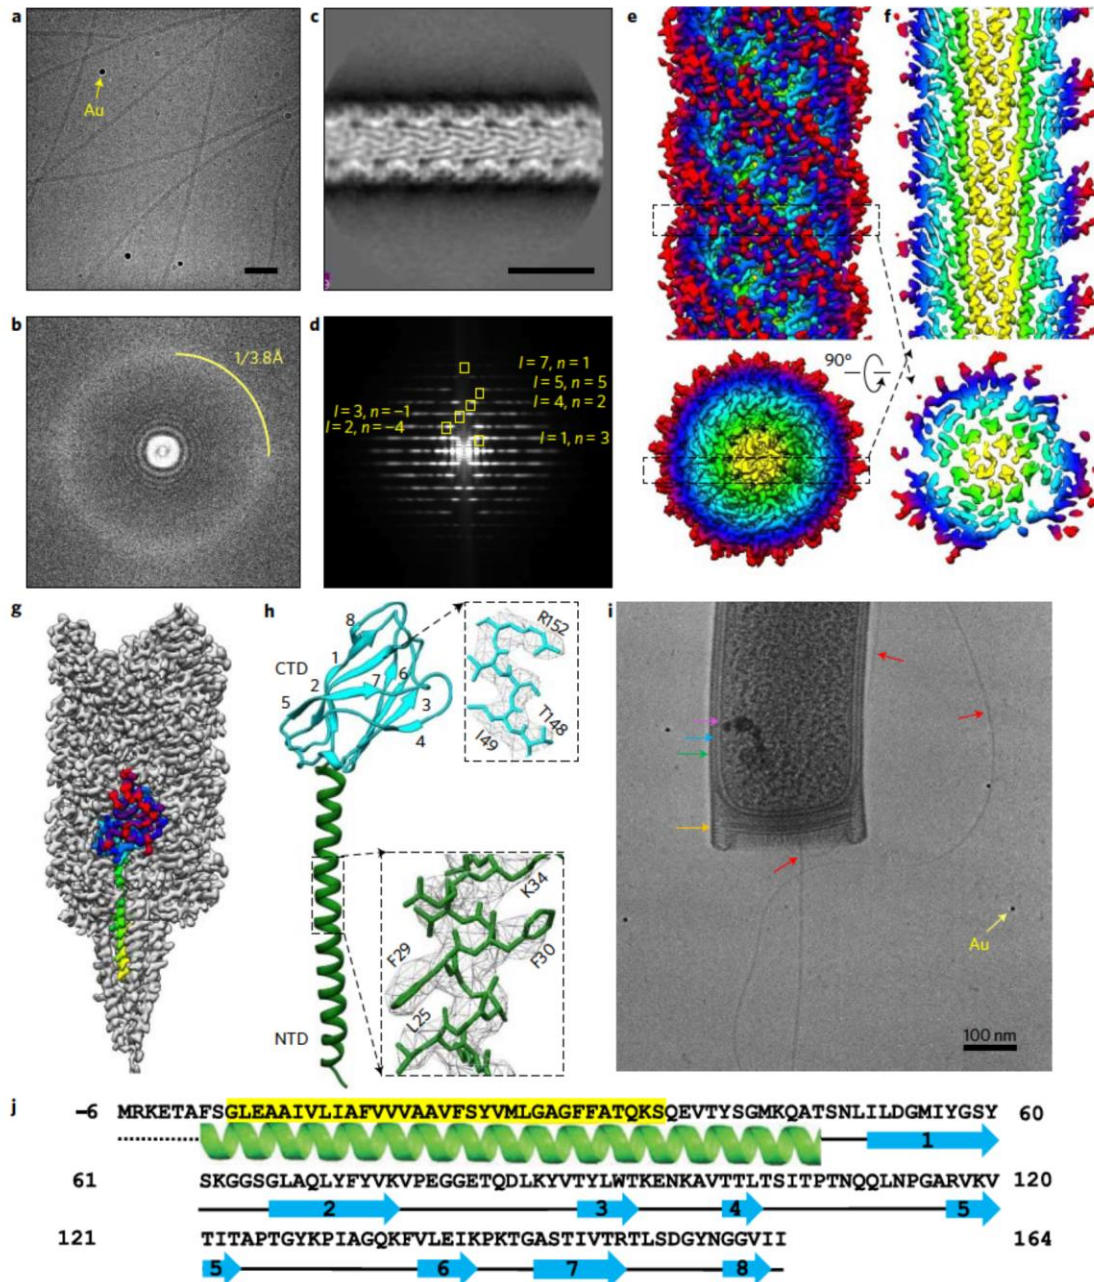 a
Au
c
e
f
b
1/3.8Å
d
l = 7, n = 1
l = 5, n = 5
l = 4, n = 2
l = 3, n = −1
l = 2, n = −4
l = 1, n = 3
90°
g
h
CTD
8
1
2
5
7
6
3
4
R152
T148
I49
NTD
K34
F29
F30
L25
i
Au
100 nm
j
−6 MRKETAFSGLEAAIVLIAFVVVAAVFSYVMLGAGFFATQKSQEVTYSGMKQATSNLILDGMIYGSY 60
1
61 SKGGSGLAQLYFYVKVPEGGETQDLKYVTYLWTKENKAVTTLTSITPTNQQLNPGARVKV 120
2 3 4 5
121 TITAPTGYKPIAGQKFVLEIKPKTGASTIVTRTLSDGYNGGVII 164
5 6 7 8